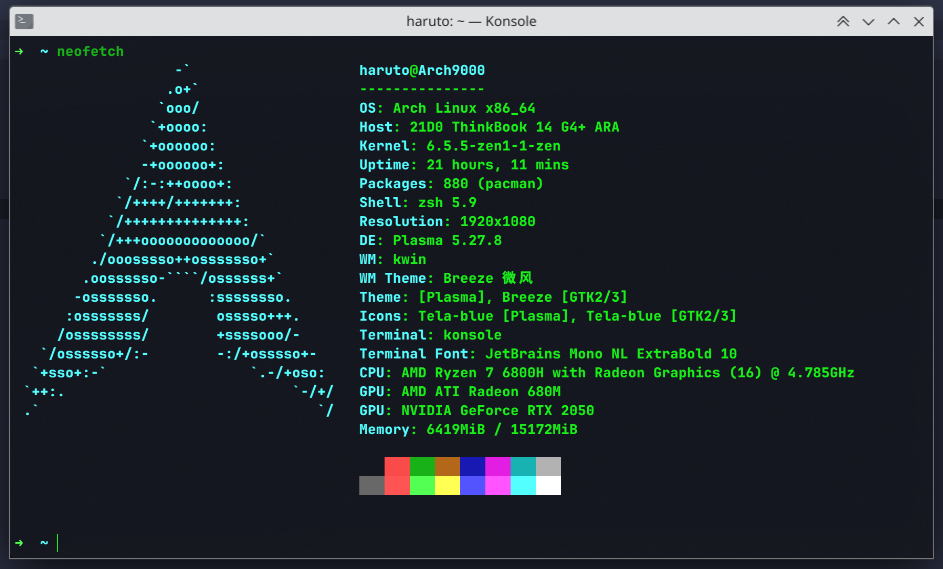 haruto: ~ — Konsole
➜ ~ neofetch
-`
.o+`
`ooo/
`+oooo:
`+oooooo:
-+oooooo+:
`/:-:++oooo+:
`/++++/+++++++:
`/++++++++++++++:
`/+++ooooooooooooo/`
./ooosssso++osssssso+`
.oossssso-````/ossssss+`
-osssssso. :ssssssso.
:osssssss/ osssso+++.
/ossssssss/ +ssssooo/-
`/ossssso+/:- -:/+osssso+-
`+sso+:-` `.-/+oso:
`++:. `-/+/
.` `/
haruto@Arch9000
---------------
OS: Arch Linux x86_64
Host: 21D0 ThinkBook 14 G4+ ARA
Kernel: 6.5.5-zen1-1-zen
Uptime: 21 hours, 11 mins
Packages: 880 (pacman)
Shell: zsh 5.9
Resolution: 1920x1080
DE: Plasma 5.27.8
WM: kwin
WM Theme: Breeze 微风
Theme: [Plasma], Breeze [GTK2/3]
Icons: Tela-blue [Plasma], Tela-blue [GTK2/3]
Terminal: konsole
Terminal Font: JetBrains Mono NL ExtraBold 10
CPU: AMD Ryzen 7 6800H with Radeon Graphics (16) @ 4.785GHz
GPU: AMD ATI Radeon 680M
GPU: NVIDIA GeForce RTX 2050
Memory: 6419MiB / 15172MiB
➜ ~